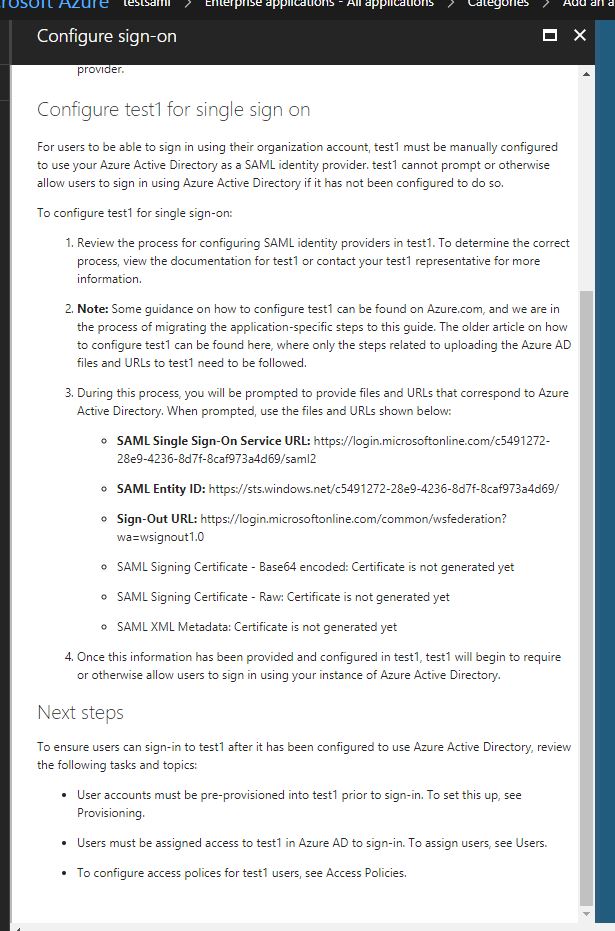 rosoft Azure testsaml > Enterprise applications - All applications > Categories > Add an a
Configure sign-on
provider.
Configure test1 for single sign on
For users to be able to sign in using their organization account, test1 must be manually configured
to use your Azure Active Directory as a SAML identity provider. test1 cannot prompt or otherwise
allow users to sign in using Azure Active Directory if it has not been configured to do so.
To configure test1 for single sign-on:
1. Review the process for configuring SAML identity providers in test1. To determine the correct
process, view the documentation for test1 or contact your test1 representative for more
information.
2. Note: Some guidance on how to configure test1 can be found on Azure.com, and we are in
the process of migrating the application-specific steps to this guide. The older article on how
to configure test1 can be found here, where only the steps related to uploading the Azure AD
files and URLs to test1 need to be followed.
3. During this process, you will be prompted to provide files and URLs that correspond to Azure
Active Directory. When prompted, use the files and URLs shown below:
SAML Single Sign-On Service URL: https://login.microsoftonline.com/c5491272-
28e9-4236-8d7f-8caf973a4d69/saml2
SAML Entity ID: https://sts.windows.net/c5491272-28e9-4236-8d7f-8caf973a4d69/
Sign-Out URL: https://login.microsoftonline.com/common/wsfederation?
wa=wsignout1.0
SAML Signing Certificate - Base64 encoded: Certificate is not generated yet
SAML Signing Certificate - Raw: Certificate is not generated yet
SAML XML Metadata: Certificate is not generated yet
4. Once this information has been provided and configured in test1, test1 will begin to require
or otherwise allow users to sign in using your instance of Azure Active Directory.
Next steps
To ensure users can sign-in to test1 after it has been configured to use Azure Active Directory, review
the following tasks and topics:
• User accounts must be pre-provisioned into test1 prior to sign-in. To set this up, see
Provisioning.
• Users must be assigned access to test1 in Azure AD to sign-in. To assign users, see Users.
• To configure access polices for test1 users, see Access Policies.